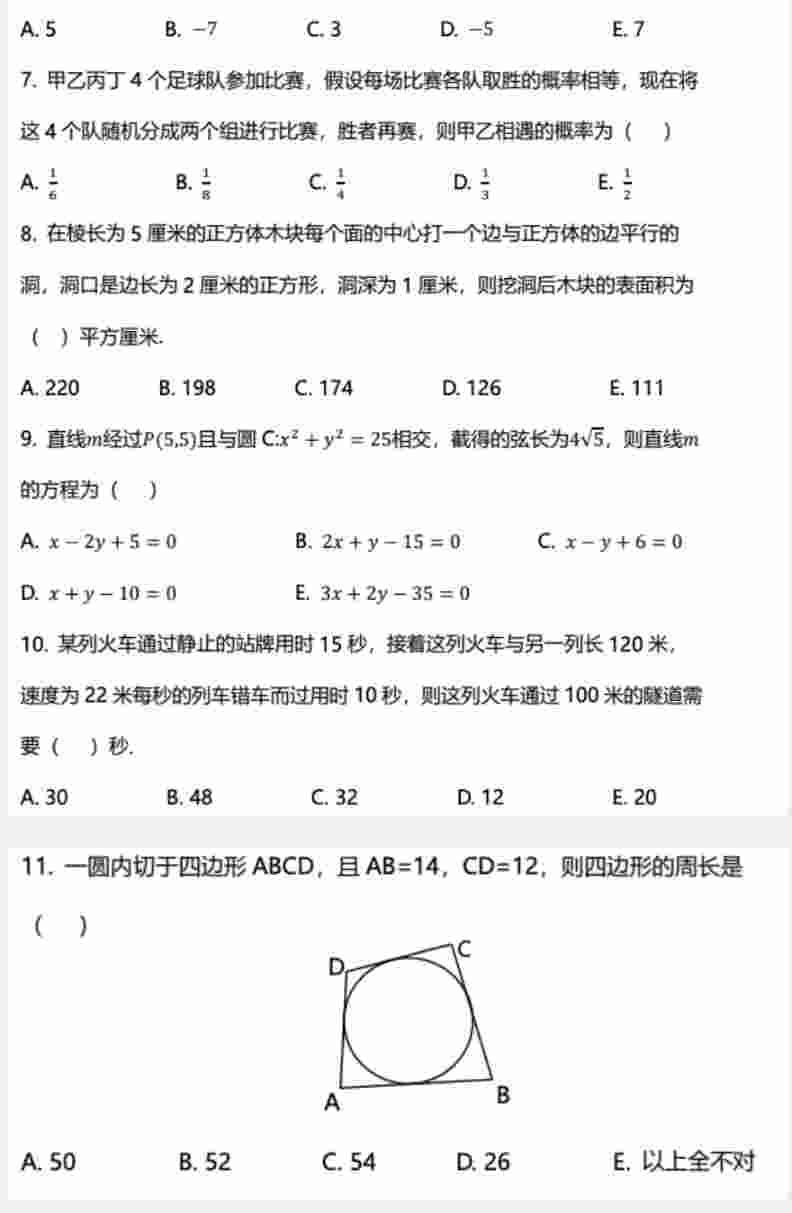 A. 5 B. −7 C. 3 D. −5 E. 7
7. 甲乙丙丁 4 个足球队参加比赛，假设每场比赛各队取胜的概率相等，现在将
这 4 个队随机分成两个组进行比赛，胜者再赛，则甲乙相遇的概率为（ ）
A. 1/6 B. 1/8 C. 1/4 D. 1/3 E. 1/2
8. 在棱长为 5 厘米的正方体木块每个面的中心打一个边与正方体的边平行的
洞，洞口是边长为 2 厘米的正方形，洞深为 1 厘米，则挖洞后木块的表面积为
（ ）平方厘米.
A. 220 B. 198 C. 174 D. 126 E. 111
9. 直线m经过P(5,5)且与圆 C:x² + y² = 25相交，截得的弦长为4√5，则直线m
的方程为（ ）
A. x − 2y + 5 = 0 B. 2x + y − 15 = 0 C. x − y + 6 = 0
D. x + y − 10 = 0 E. 3x + 2y − 35 = 0
10. 某列火车通过静止的站牌用时 15 秒，接着这列火车与另一列长 120 米，
速度为 22 米每秒的列车错车而过用时 10 秒，则这列火车通过 100 米的隧道需
要（ ）秒.
A. 30 B. 48 C. 32 D. 12 E. 20
11. 一圆内切于四边形 ABCD，且 AB=14，CD=12，则四边形的周长是
（ ）
C
D
A
B
A. 50 B. 52 C. 54 D. 26 E. 以上全不对